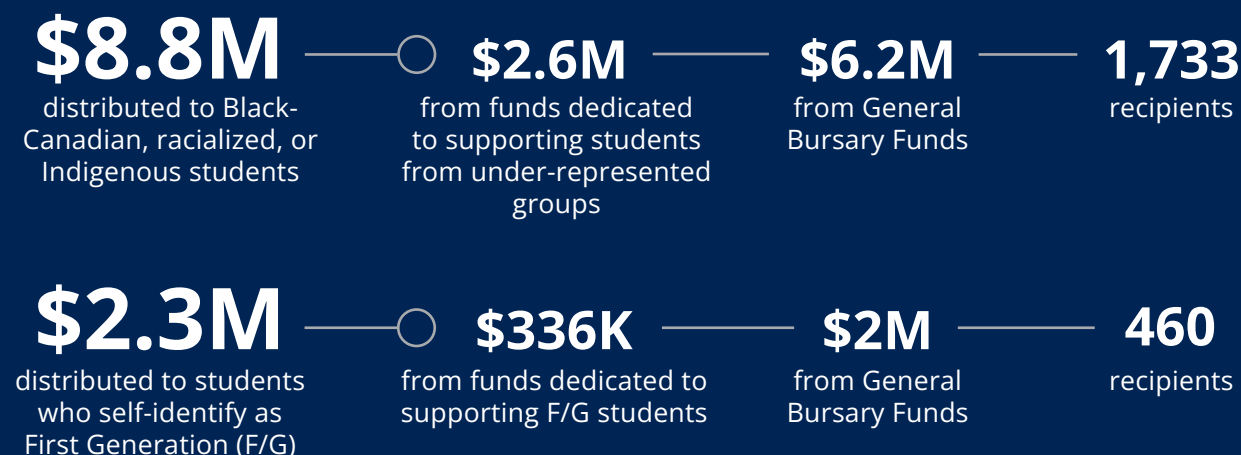 $8.8M
distributed to Black-
Canadian, racialized, or
Indigenous students
$2.6M
from funds dedicated
to supporting students
from under-represented
groups
$6.2M
from General
Bursary Funds
1,733
recipients
$2.3M
distributed to students
who self-identify as
First Generation (F/G)
$336K
from funds dedicated to
supporting F/G students
$2M
from General
Bursary Funds
460
recipients